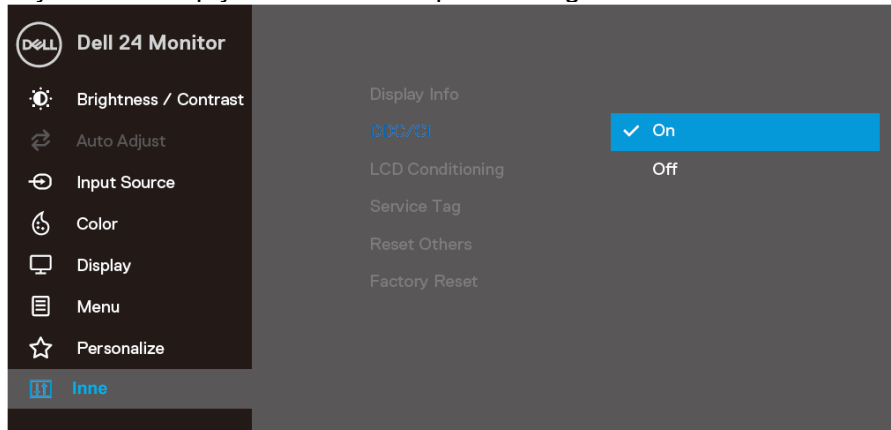 DELL
Dell 24 Monitor
Brightness / Contrast
Auto Adjust
Input Source
Color
Display
Menu
Personalize
Inne
Display Info
DDC/CI
LCD Conditioning
Service Tag
Reset Others
Factory Reset
On
Off